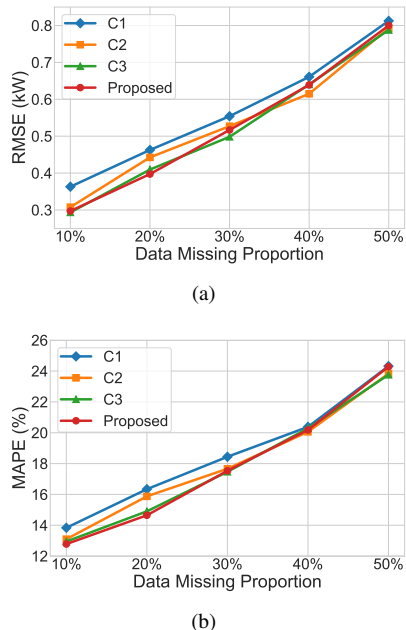 0.8
0.7
0.6
0.5
0.4
0.3
RMSE (kW)
C1
C2
C3
Proposed
10% 20% 30% 40% 50%
Data Missing Proportion
(a)
26
24
22
20
18
16
14
12
MAPE (%)
C1
C2
C3
Proposed
10% 20% 30% 40% 50%
Data Missing Proportion
(b)